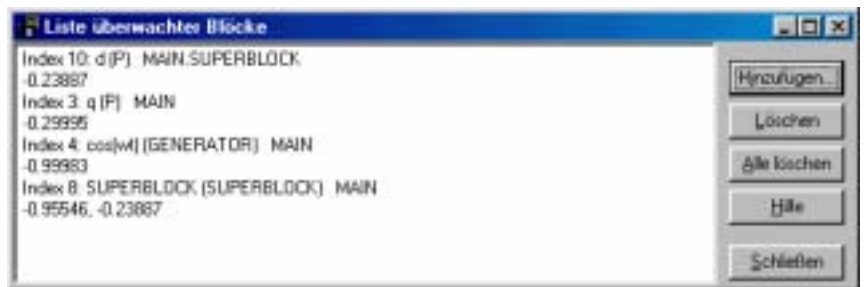 Liste überwachter Blöcke
Index 10: d (P) MAIN.SUPERBLOCK
-0.23887
Index 3: q (P) MAIN
-0.29995
Index 4: cos(wt) (GENERATOR) MAIN
-0.99983
Index 8: SUPERBLOCK (SUPERBLOCK) MAIN
-0.95546, -0.23887
Hinzufügen...
Löschen
Alle löschen
Hilfe
Schließen